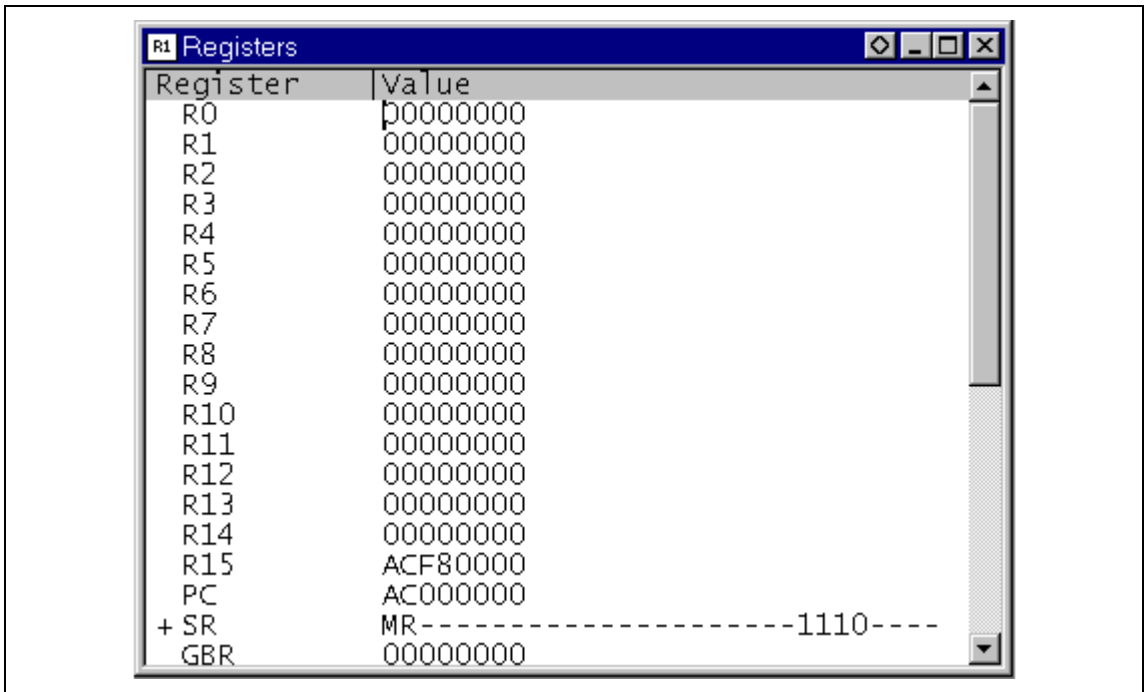 R1 Registers
Register Value
R0 00000000
R1 00000000
R2 00000000
R3 00000000
R4 00000000
R5 00000000
R6 00000000
R7 00000000
R8 00000000
R9 00000000
R10 00000000
R11 00000000
R12 00000000
R13 00000000
R14 00000000
R15 ACF80000
PC AC000000
+ SR MR----------------------1110----
GBR 00000000